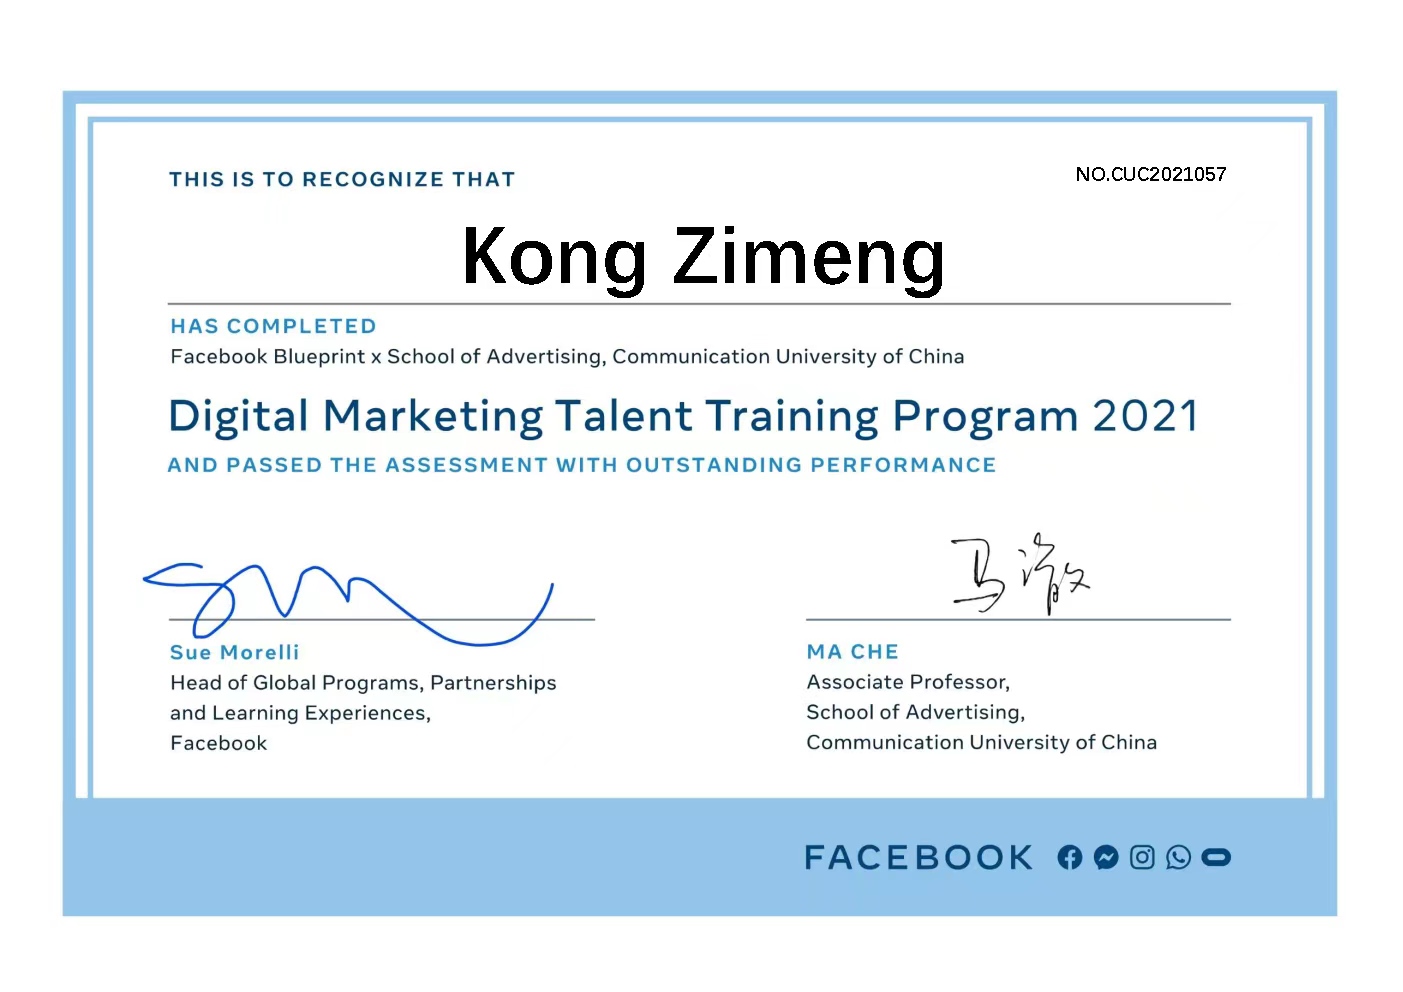 THIS IS TO RECOGNIZE THAT
NO.CUC2021057
Kong Zimeng
HAS COMPLETED
Facebook Blueprint x School of Advertising, Communication University of China
Digital Marketing Talent Training Program 2021
AND PASSED THE ASSESSMENT WITH OUTSTANDING PERFORMANCE
马澈
Sue Morelli
Head of Global Programs, Partnerships
and Learning Experiences,
Facebook
MA CHE
Associate Professor,
School of Advertising,
Communication University of China
FACEBOOK